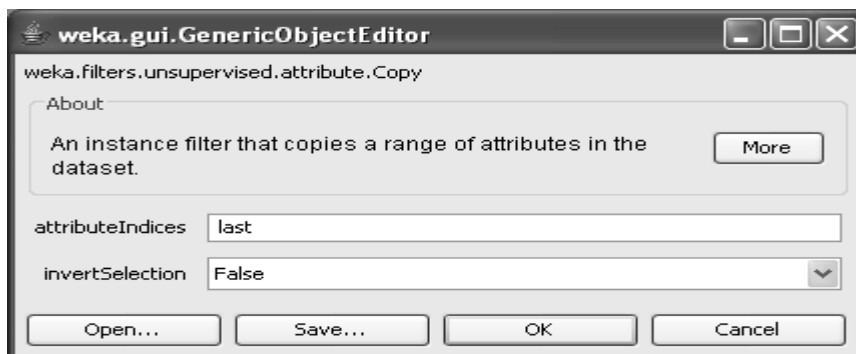 weka.gui.GenericObjectEditor
weka.filters.unsupervised.attribute.Copy
About
An instance filter that copies a range of attributes in the
dataset.
More
attributeIndices last
invertSelection False
Open... Save... OK Cancel